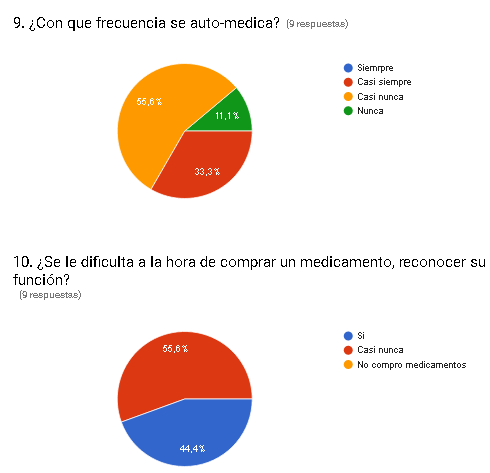 9. ¿Con que frecuencia se auto-medica? (9 respuestas)
Siemrpre
Casi siempre
Casi nunca
Nunca
55,6%
11,1%
33,3%
10. ¿Se le dificulta a la hora de comprar un medicamento, reconocer su
función?
(9 respuestas)
Si
Casi nunca
No compro medicamentos
55,6%
44,4%